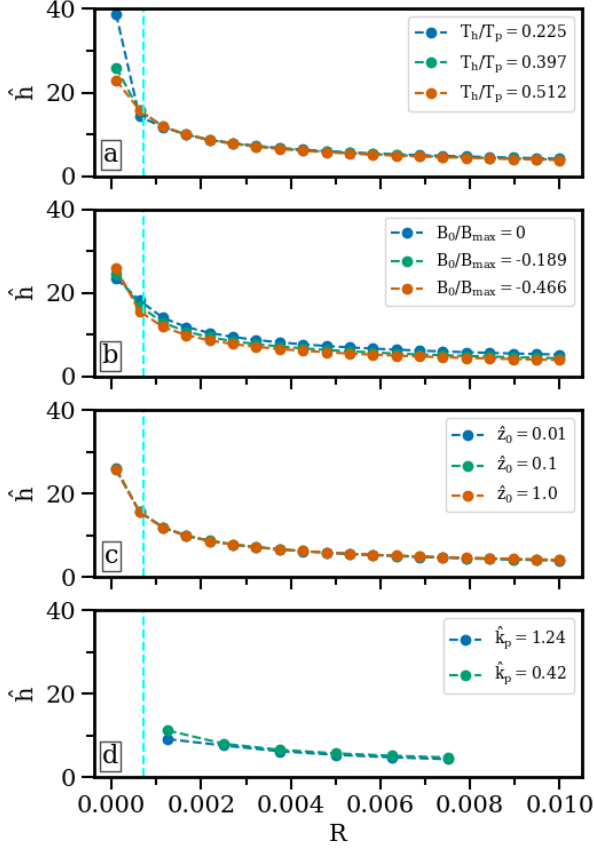 40
20
0
ĥ
a
T_h/T_p = 0.225
T_h/T_p = 0.397
T_h/T_p = 0.512
40
20
0
ĥ
b
B_0/B_max = 0
B_0/B_max = -0.189
B_0/B_max = -0.466
40
20
0
ĥ
c
ẑ_0 = 0.01
ẑ_0 = 0.1
ẑ_0 = 1.0
40
20
0
ĥ
d
k̂_p = 1.24
k̂_p = 0.42
0.000 0.002 0.004 0.006 0.008 0.010
R